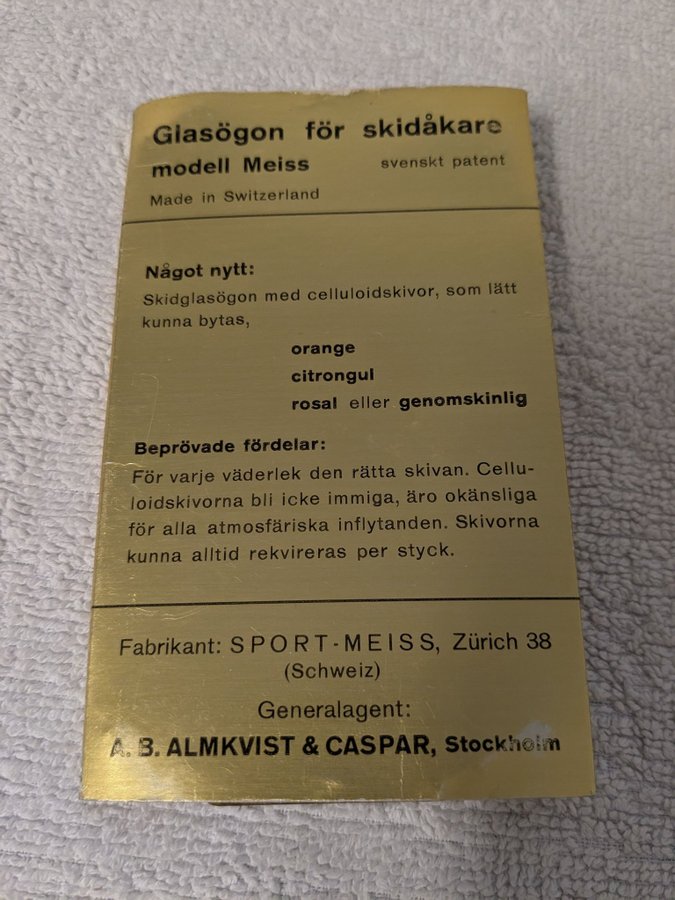 Glasögon för skidåkare
modell Meiss svenskt patent
Made in Switzerland
Något nytt:
Skidglasögon med celluloidskivor, som lätt
kunna bytas,
orange
citrongul
rosal eller genomskinlig
Beprövade fördelar:
För varje väderlek den rätta skivan. Cellu-
loidskivorna bli icke immiga, äro okänsliga
för alla atmosfäriska inflytanden. Skivorna
kunna alltid rekvireras per styck.
Fabrikant: SPORT-MEISS, Zürich 38
(Schweiz)
Generalagent:
A. B. ALMKVIST & CASPAR, Stockholm